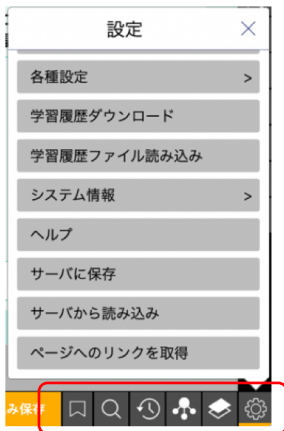 設定
各種設定 >
学習履歴ダウンロード
学習履歴ファイル読み込み
システム情報 >
ヘルプ
サーバに保存
サーバから読み込み
ページへのリンクを取得
み保存